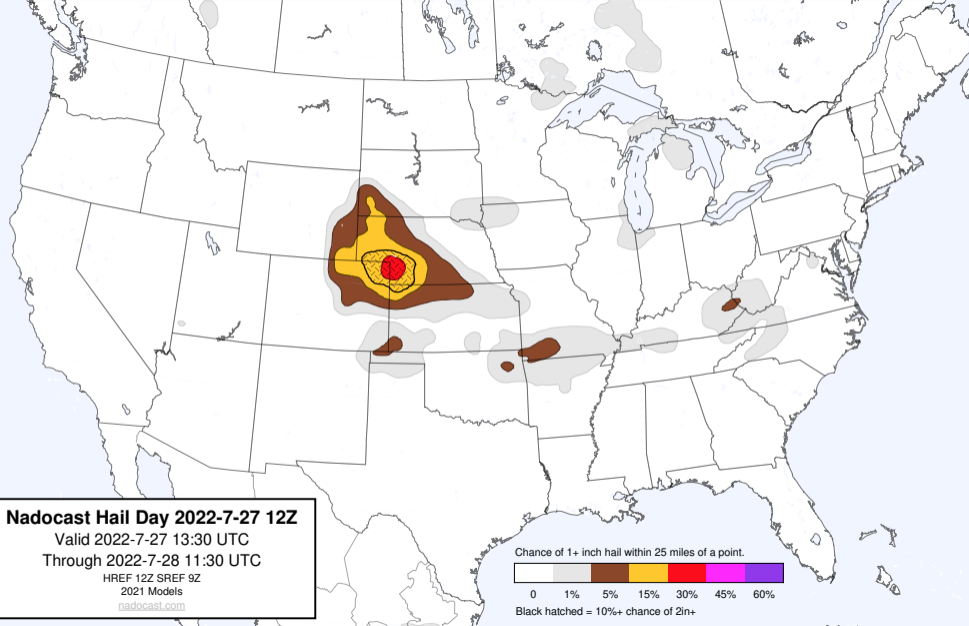 Nadocast Hail Day 2022-7-27 12Z
Valid 2022-7-27 13:30 UTC
Through 2022-7-28 11:30 UTC
HREF 12Z SREF 9Z
2021 Models
nadocast.com
Chance of 1+ inch hail within 25 miles of a point.
0 1% 5% 15% 30% 45% 60%
Black hatched = 10%+ chance of 2in+